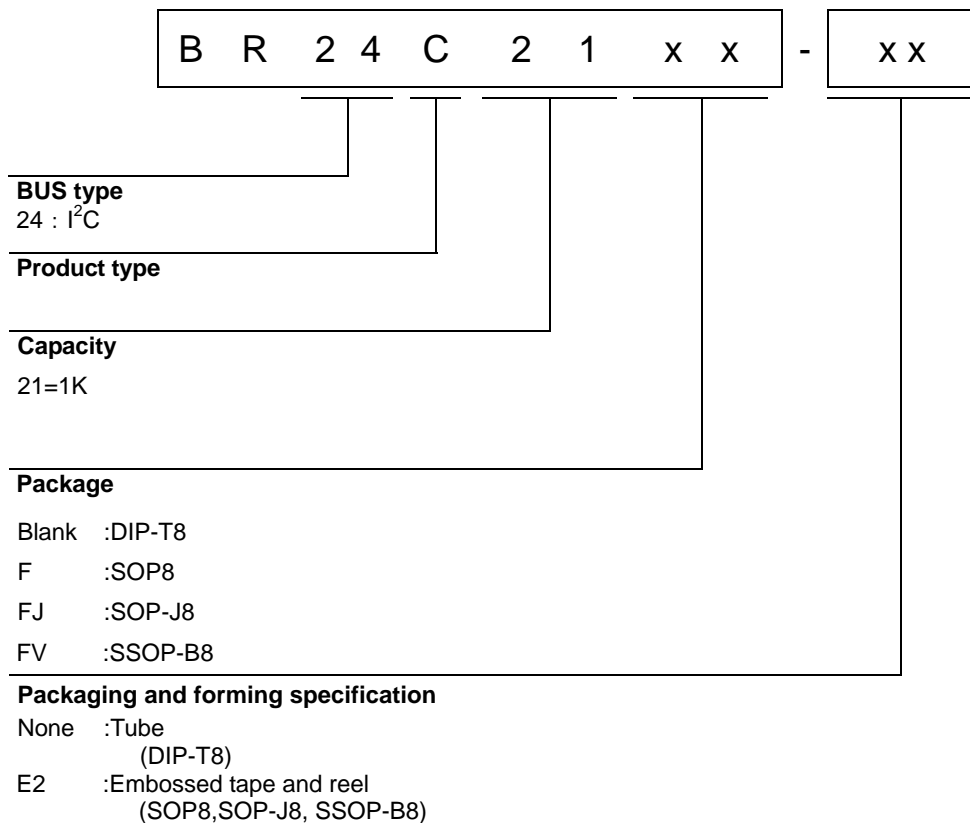 B R 2 4 C 2 1 x x - x x
BUS type
24 : I²C
Product type
Capacity
21=1K
Package
Blank :DIP-T8
F :SOP8
FJ :SOP-J8
FV :SSOP-B8
Packaging and forming specification
None :Tube
(DIP-T8)
E2 :Embossed tape and reel
(SOP8,SOP-J8, SSOP-B8)